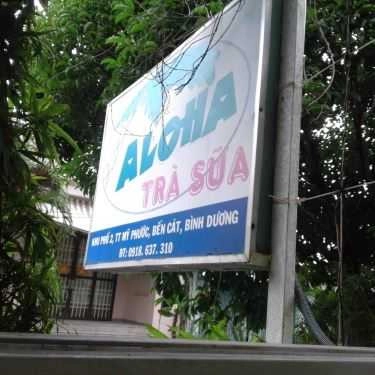 ALOHA
TRÀ SỮA
KHU PHỐ 2, TT MỸ PHƯỚC, BẾN CÁT, BÌNH DƯƠNG
ĐT: 0918. 637. 310